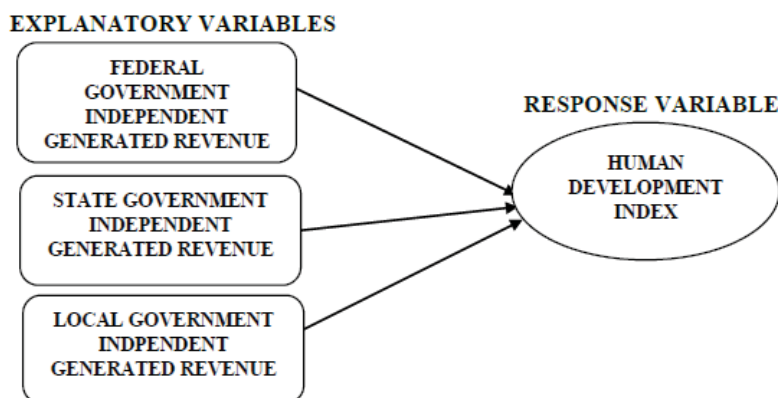 EXPLANATORY VARIABLES
FEDERAL
GOVERNMENT
INDEPENDENT
GENERATED REVENUE
STATE GOVERNMENT
INDEPENDENT
GENERATED REVENUE
LOCAL GOVERNMENT
INDPENDENT
GENERATED REVENUE
RESPONSE VARIABLE
HUMAN
DEVELOPMENT
INDEX